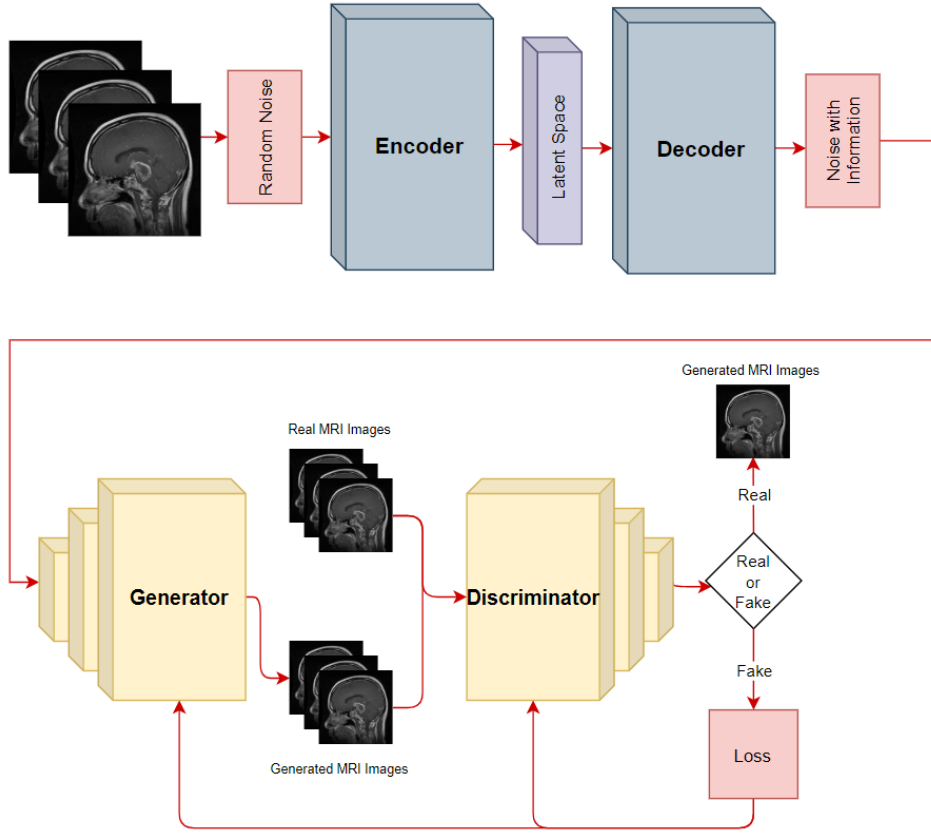 Random Noise
Encoder
Latent Space
Decoder
Noise with
Information
Generated MRI Images
Real MRI Images
Real
Generator
Discriminator
Real
or
Fake
Fake
Generated MRI Images
Loss